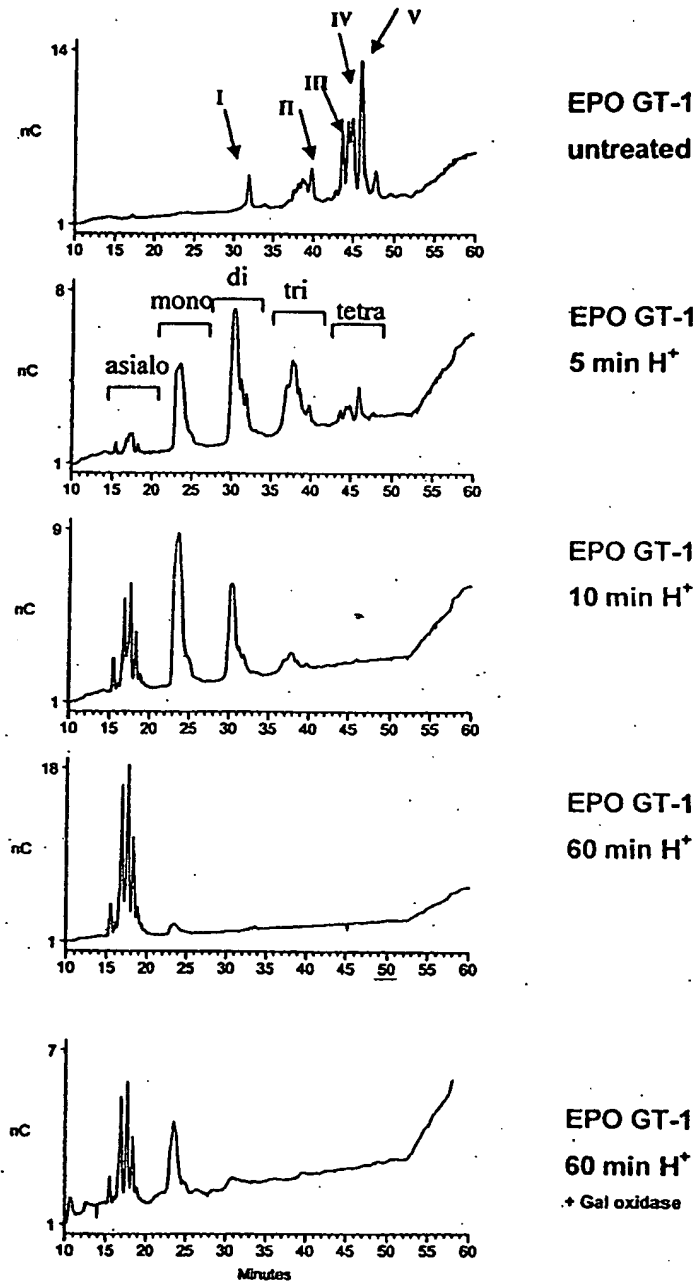 I II III IV V
14
nC
1
10 15 20 25 30 35 40 45 50 55 60
EPO GT-1
untreated
asialo mono di tri tetra
8
nC
1
10 15 20 25 30 35 40 45 50 55 60
EPO GT-1
5 min H⁺
9
nC
1
10 15 20 25 30 35 40 45 50 55 60
EPO GT-1
10 min H⁺
18
nC
1
10 15 20 25 30 35 40 45 50 55 60
EPO GT-1
60 min H⁺
7
nC
1
10 15 20 25 30 35 40 45 50 55 60
Minutes
EPO GT-1
60 min H⁺
+ Gal oxidase